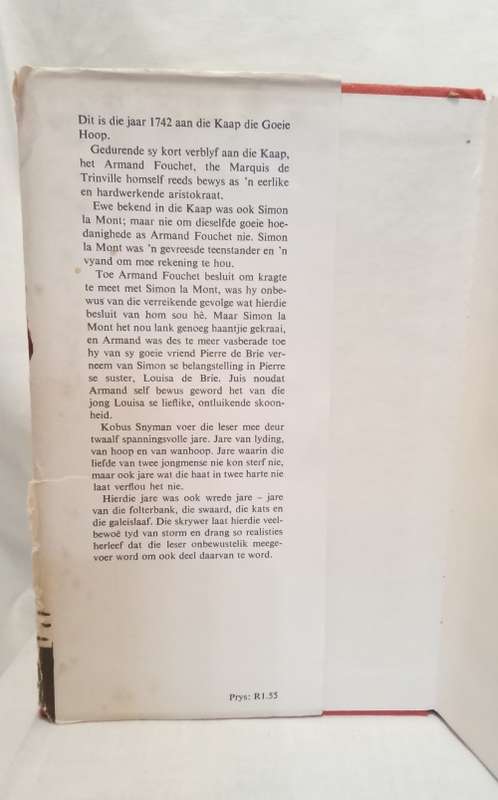 Dit is die jaar 1742 aan die Kaap die Goeie
Hoop.
Gedurende sy kort verblyf aan die Kaap,
het Armand Fouchet, the Marquis de
Trinville homself reeds bewys as 'n eerlike
en hardwerkende aristokraat.
Ewe bekend in die Kaap was ook Simon
la Mont; maar nie om dieselfde goeie hoe-
danighede as Armand Fouchet nie. Simon
la Mont was 'n gevreesde teenstander en 'n
vyand om mee rekening te hou.
Toe Armand Fouchet besluit om kragte
te meet met Simon la Mont, was hy onbe-
wus van die verreikende gevolge wat hierdie
besluit van hom sou hê. Maar Simon la
Mont het nou lank genoeg haantjie gekraai,
en Armand was des te meer vasberade toe
hy van sy goeie vriend Pierre de Brie ver-
neem van Simon se belangstelling in Pierre
se suster, Louisa de Brie. Juis noudat
Armand self bewus geword het van die
jong Louisa se lieflike, ontluikende skoon-
heid.
Kobus Snyman voer die leser mee deur
twaalf spanningsvolle jare. Jare van lyding,
van hoop en van wanhoop. Jare waarin die
liefde van twee jongmense nie kon sterf nie,
maar ook jare wat die haat in twee harte nie
laat verflou het nie.
Hierdie jare was ook wrede jare – jare
van die folterbank, die swaard, die kats en
die galeislaaf. Die skrywer laat hierdie veel-
bewoë tyd van storm en drang so realisties
herleef dat die leser onbewustelik meege-
voer word om ook deel daarvan te word.
Prys: R1.55